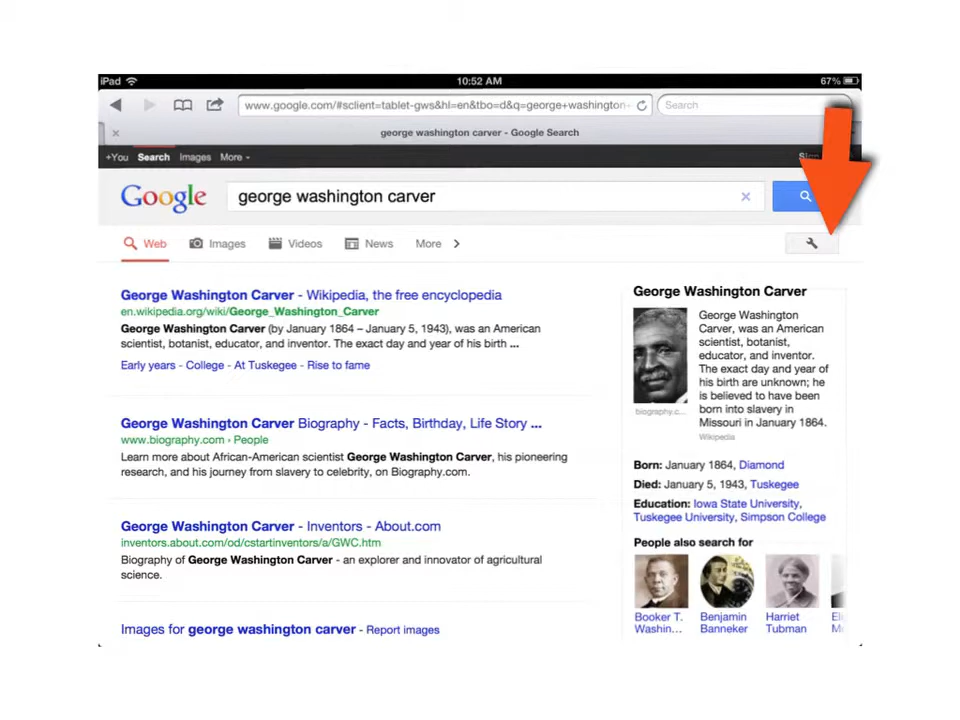 iPad 10:52 AM 67%
www.google.com/#sclient=tablet-gws&hl=en&tbo=d&q=george+washington+ Search
george washington carver - Google Search
+You Search Images More
Google george washington carver
Web Images Videos News More
George Washington Carver - Wikipedia, the free encyclopedia
en.wikipedia.org/wiki/George_Washington_Carver
George Washington Carver (by January 1864 – January 5, 1943), was an American
scientist, botanist, educator, and inventor. The exact day and year of his birth ...
Early years - College - At Tuskegee - Rise to fame
George Washington Carver Biography - Facts, Birthday, Life Story ...
www.biography.com › People
Learn more about African-American scientist George Washington Carver, his pioneering
research, and his journey from slavery to celebrity, on Biography.com.
George Washington Carver - Inventors - About.com
inventors.about.com/od/cstartinventors/a/GWC.htm
Biography of George Washington Carver - an explorer and innovator of agricultural
science.
Images for george washington carver - Report images
George Washington Carver
George Washington
Carver, was an American
scientist, botanist,
educator, and inventor.
The exact day and year of
his birth are unknown; he
is believed to have been
born into slavery in
Missouri in January 1864.
Wikipedia
biography.c...
Born: January 1864, Diamond
Died: January 5, 1943, Tuskegee
Education: Iowa State University,
Tuskegee University, Simpson College
People also search for
Booker T.
Washin...
Benjamin
Banneker
Harriet
Tubman